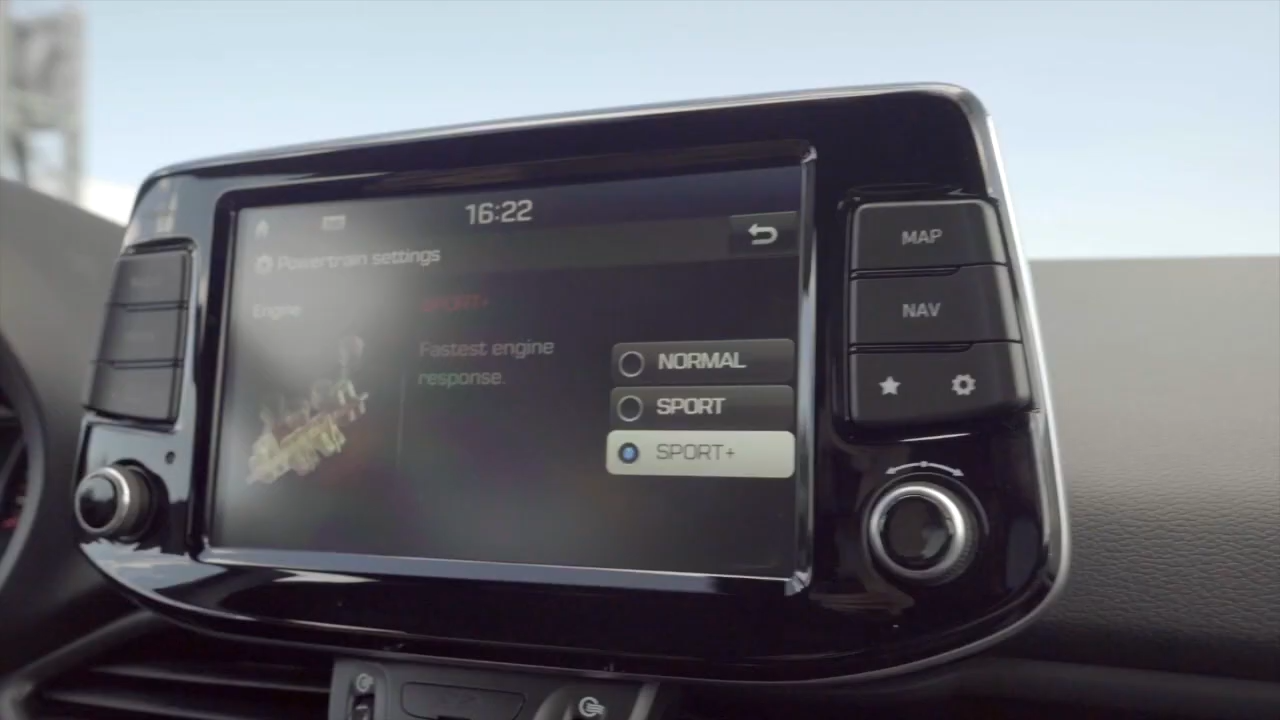 16:22
Powertrain settings
Engine
SPORT+
Fastest engine
response.
NORMAL
SPORT
SPORT+
MAP
NAV